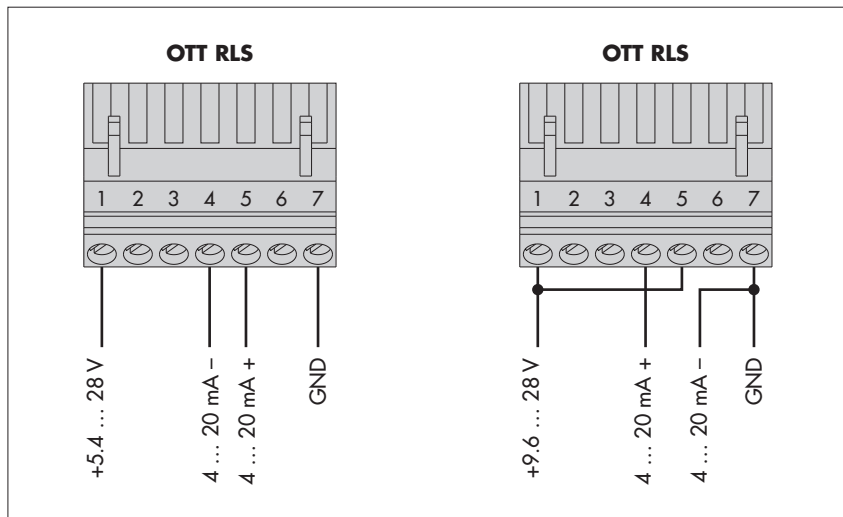 OTT RLS
1 2 3 4 5 6 7
+5.4 ... 28 V
4 ... 20 mA –
4 ... 20 mA +
GND
OTT RLS
1 2 3 4 5 6 7
+9.6 ... 28 V
4 ... 20 mA +
4 ... 20 mA –
GND